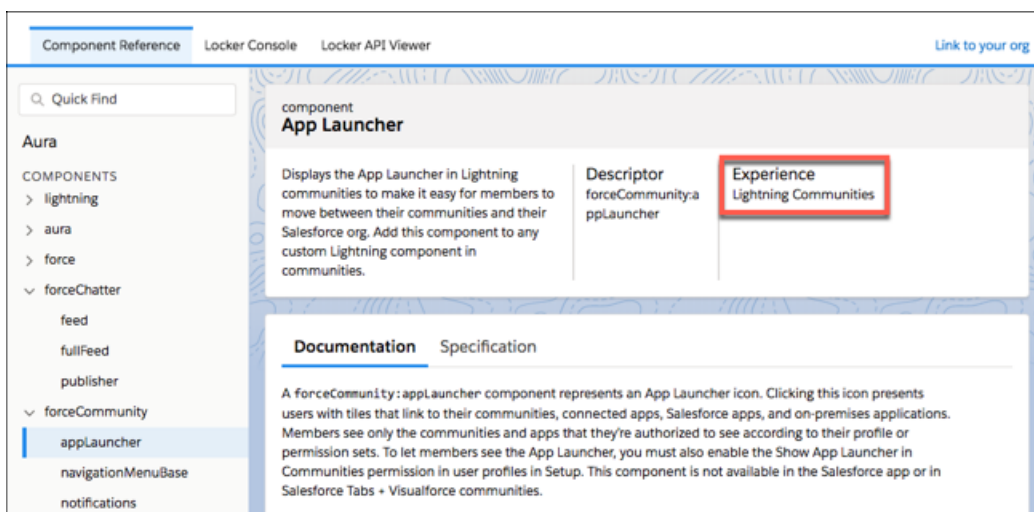 Component Reference Locker Console Locker API Viewer Link to your org
Quick Find
Aura
COMPONENTS
lightning
aura
force
forceChatter
feed
fullFeed
publisher
forceCommunity
appLauncher
navigationMenuBase
notifications
component
App Launcher
Displays the App Launcher in Lightning
communities to make it easy for members to
move between their communities and their
Salesforce org. Add this component to any
custom Lightning component in
communities.
Descriptor
forceCommunity:a
ppLauncher
Experience
Lightning Communities
Documentation Specification
A forceCommunity:appLauncher component represents an App Launcher icon. Clicking this icon presents
users with tiles that link to their communities, connected apps, Salesforce apps, and on-premises applications.
Members see only the communities and apps that they're authorized to see according to their profile or
permission sets. To let members see the App Launcher, you must also enable the Show App Launcher in
Communities permission in user profiles in Setup. This component is not available in the Salesforce app or in
Salesforce Tabs + Visualforce communities.